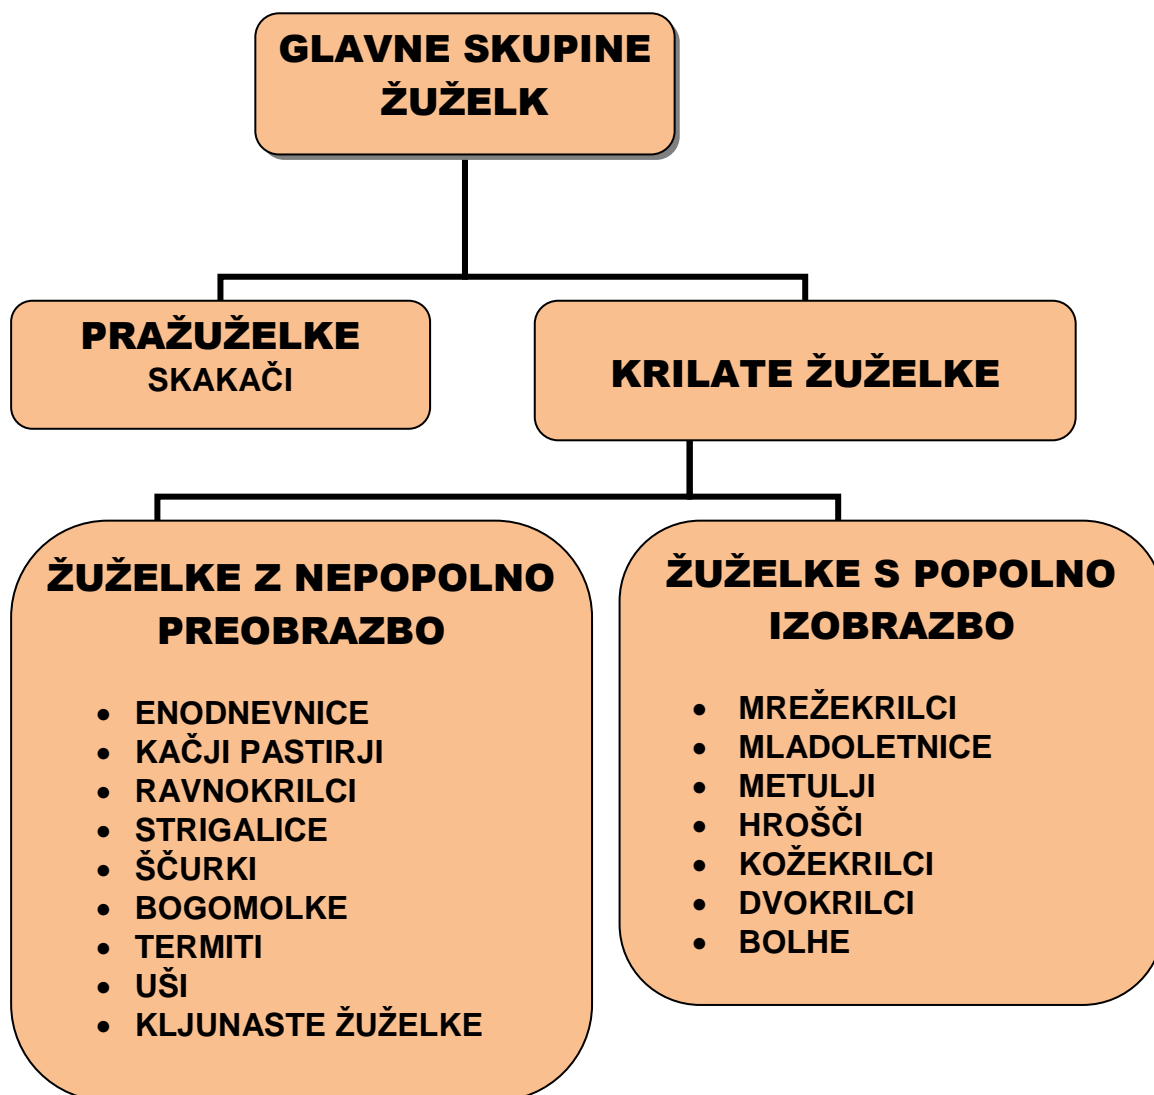 GLAVNE SKUPINE
ŽUŽELK
PRAŽUŽELKE
SKAKAČI
KRILATE ŽUŽELKE
ŽUŽELKE Z NEPOPOLNO
PREOBRAZBO
• ENODNEVNICE
• KAČJI PASTIRJI
• RAVNOKRILCI
• STRIGALICE
• ŠČURKI
• BOGOMOLKE
• TERMITI
• UŠI
• KLJUNASTE ŽUŽELKE
ŽUŽELKE S POPOLNO
IZOBRAZBO
• MREŽEKRILCI
• MLADOLETNICE
• METULJI
• HROŠČI
• KOŽEKRILCI
• DVOKRILCI
• BOLHE